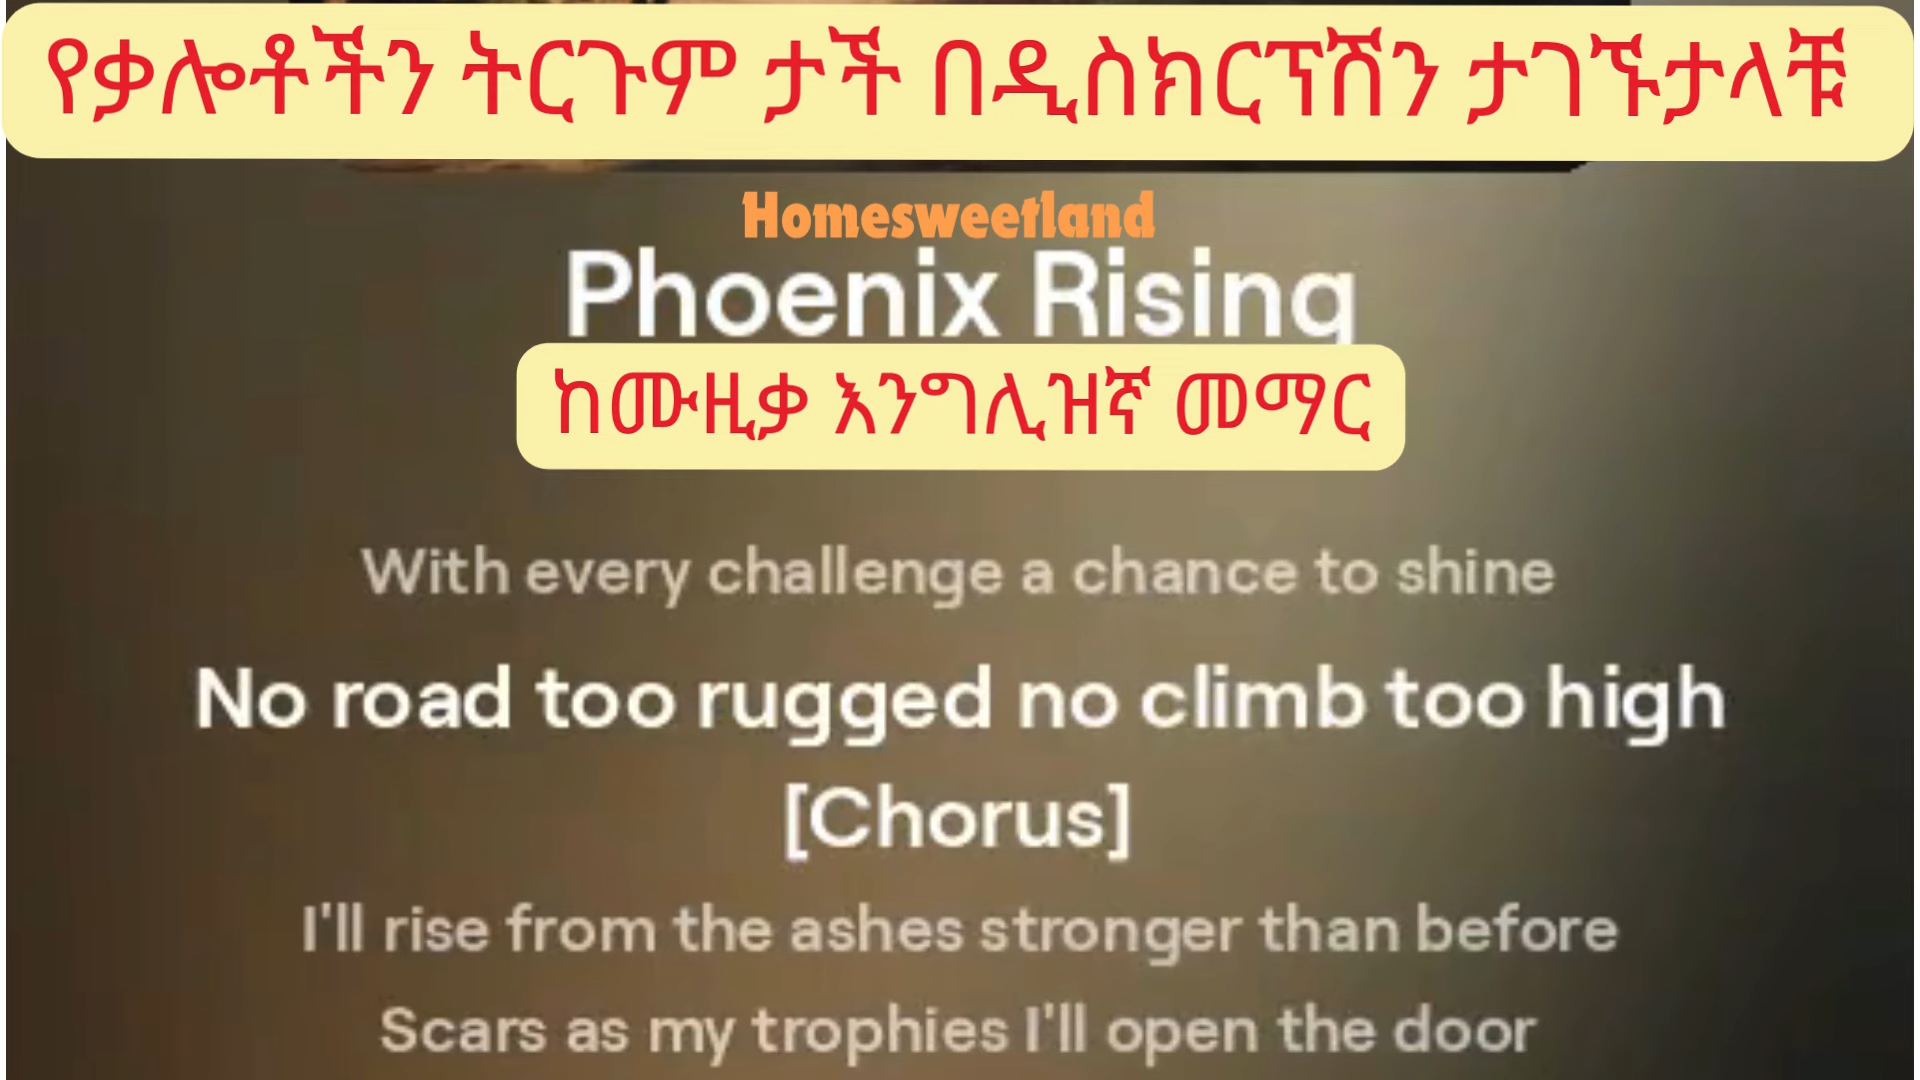 የቃሎቶችን ትርጉም ታች በዲስክርፕሽን ታገኙታላቹ
Homesweetland
Phoenix Rising
ከሙዚቃ እንግሊዝኛ መማር
With every challenge a chance to shine
No road too rugged no climb too high
[Chorus]
I'll rise from the ashes stronger than before
Scars as my trophies I'll open the door